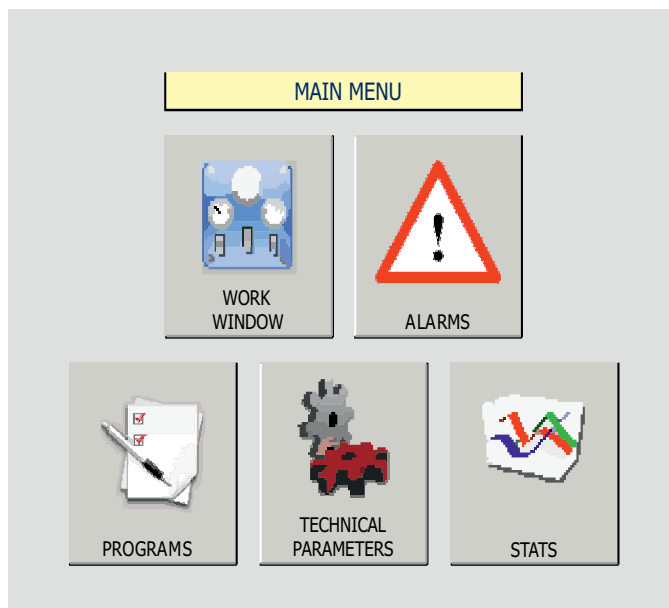 MAIN MENU
WORK
WINDOW
ALARMS
PROGRAMS
TECHNICAL
PARAMETERS
STATS